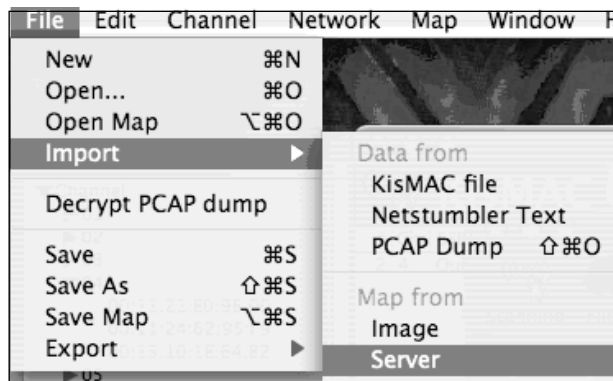 File Edit Channel Network Map Window
New ⌘N
Open... ⌘O
Open Map ⌥⌘O
Import ▶
Decrypt PCAP dump
Save ⌘S
Save As ⇧⌘S
Save Map ⌥⌘S
Export ▶
Data from
KisMAC file
Netstumbler Text
PCAP Dump ⇧⌘O
Map from
Image
Server
05